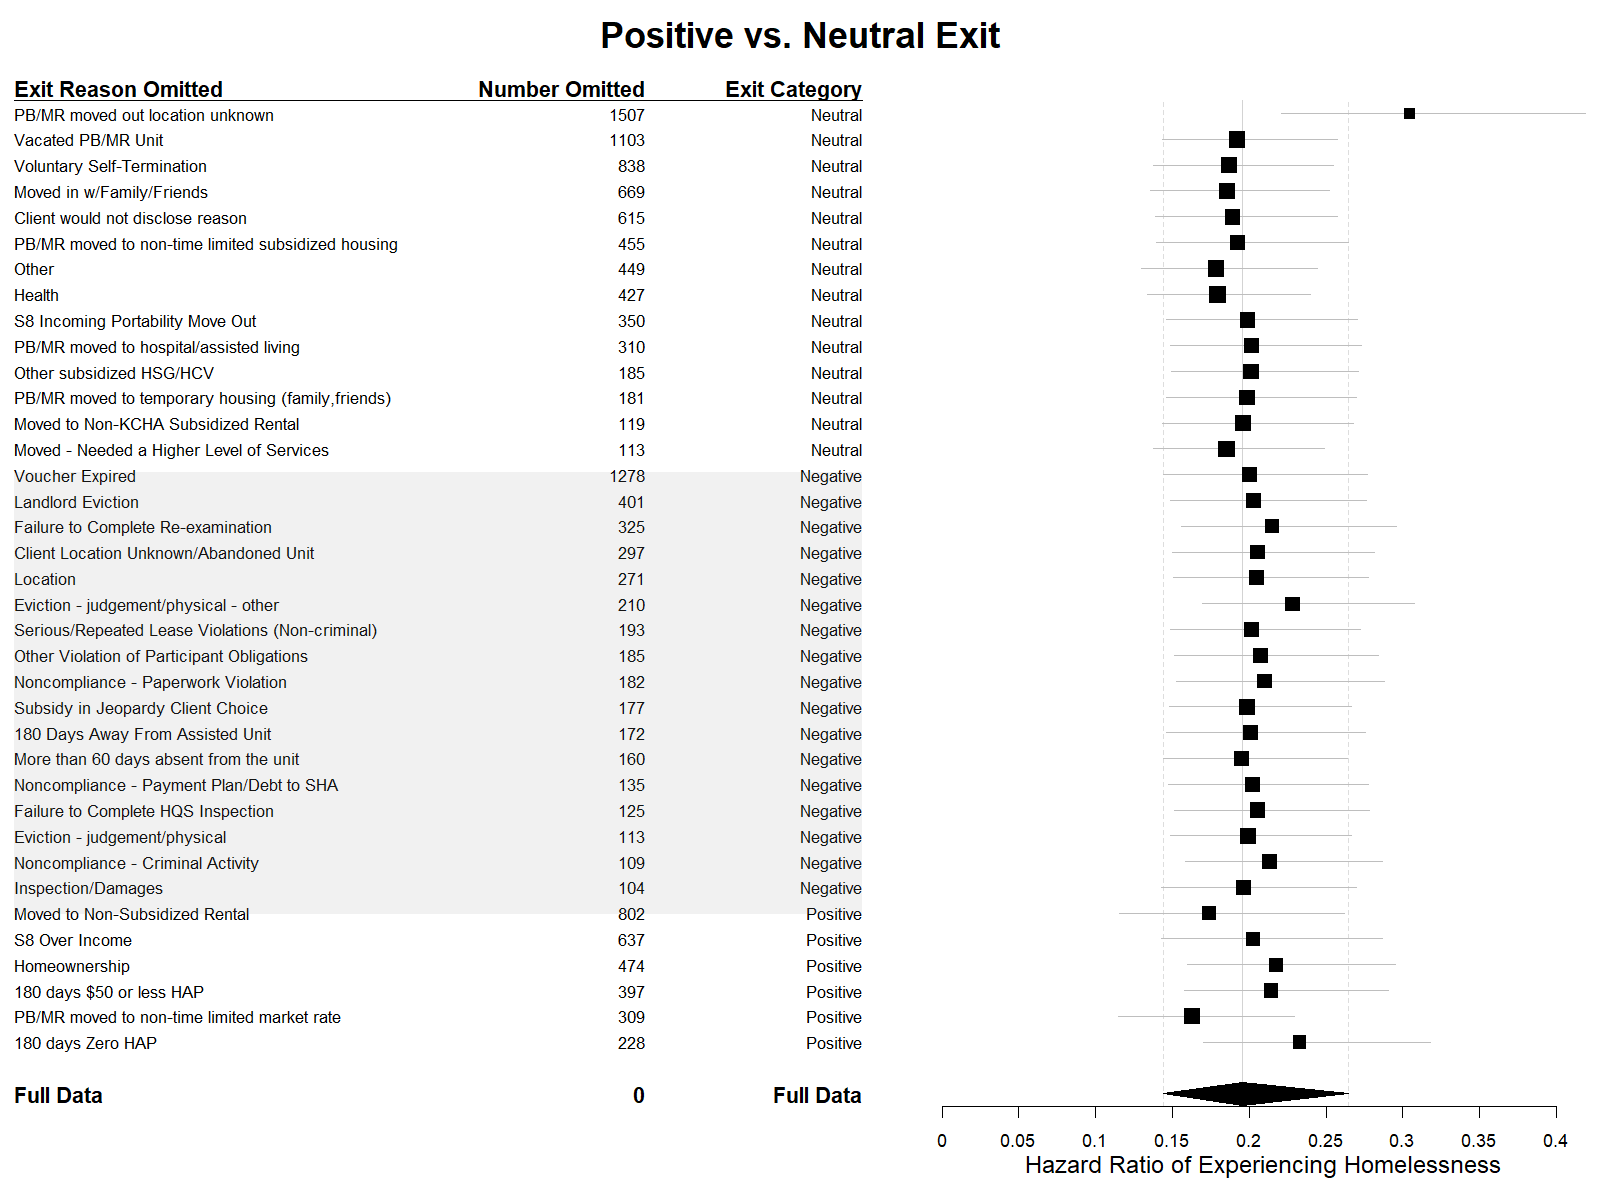 Positive vs. Neutral Exit
Exit Reason Omitted Number Omitted Exit Category
PB/MR moved out location unknown 1507 Neutral
Vacated PB/MR Unit 1103 Neutral
Voluntary Self-Termination 838 Neutral
Moved in w/Family/Friends 669 Neutral
Client would not disclose reason 615 Neutral
PB/MR moved to non-time limited subsidized housing 455 Neutral
Other 449 Neutral
Health 427 Neutral
S8 Incoming Portability Move Out 350 Neutral
PB/MR moved to hospital/assisted living 310 Neutral
Other subsidized HSG/HCV 185 Neutral
PB/MR moved to temporary housing (family,friends) 181 Neutral
Moved to Non-KCHA Subsidized Rental 119 Neutral
Moved - Needed a Higher Level of Services 113 Neutral
Voucher Expired 1278 Negative
Landlord Eviction 401 Negative
Failure to Complete Re-examination 325 Negative
Client Location Unknown/Abandoned Unit 297 Negative
Location 271 Negative
Eviction - judgement/physical - other 210 Negative
Serious/Repeated Lease Violations (Non-criminal) 193 Negative
Other Violation of Participant Obligations 185 Negative
Noncompliance - Paperwork Violation 182 Negative
Subsidy in Jeopardy Client Choice 177 Negative
180 Days Away From Assisted Unit 172 Negative
More than 60 days absent from the unit 160 Negative
Noncompliance - Payment Plan/Debt to SHA 135 Negative
Failure to Complete HQS Inspection 125 Negative
Eviction - judgement/physical 113 Negative
Noncompliance - Criminal Activity 109 Negative
Inspection/Damages 104 Negative
Moved to Non-Subsidized Rental 802 Positive
S8 Over Income 637 Positive
Homeownership 474 Positive
180 days $50 or less HAP 397 Positive
PB/MR moved to non-time limited market rate 309 Positive
180 days Zero HAP 228 Positive
Full Data 0 Full Data
0 0.05 0.1 0.15 0.2 0.25 0.3 0.35 0.4
Hazard Ratio of Experiencing Homelessness